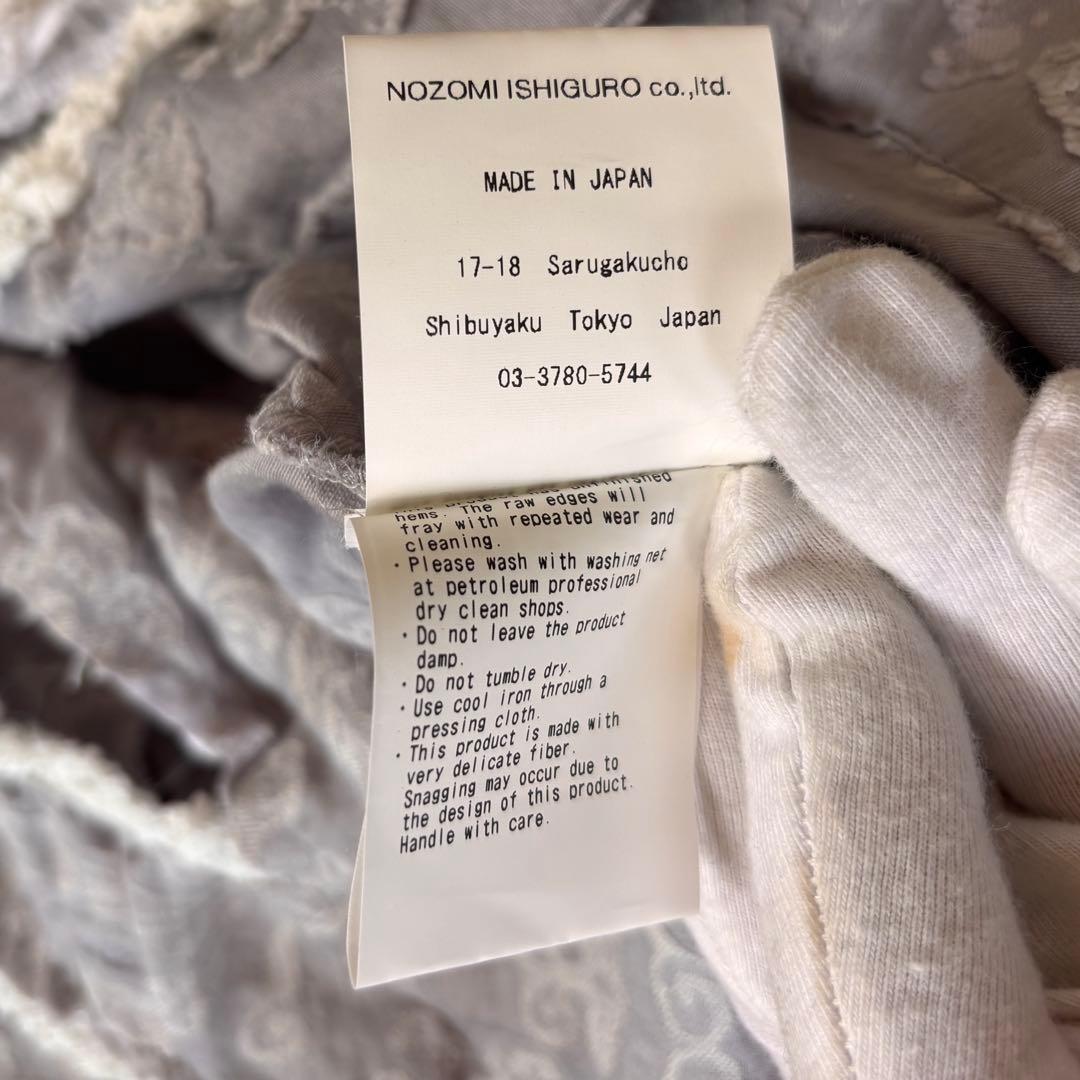 NOZOMI ISHIGURO co.,ltd.
MADE IN JAPAN
17-18 Sarugakucho
Shibuyaku Tokyo Japan
03-3780-5744
hems. The raw edges will
fray with repeated wear and
cleaning.
・Please wash with washing net
at petroleum professional
dry clean shops.
・Do not leave the product
damp.
・Do not tumble dry.
・Use cool iron through a
pressing cloth.
・This product is made with
very delicate fiber.
Snagging may occur due to
the design of this product.
Handle with care.